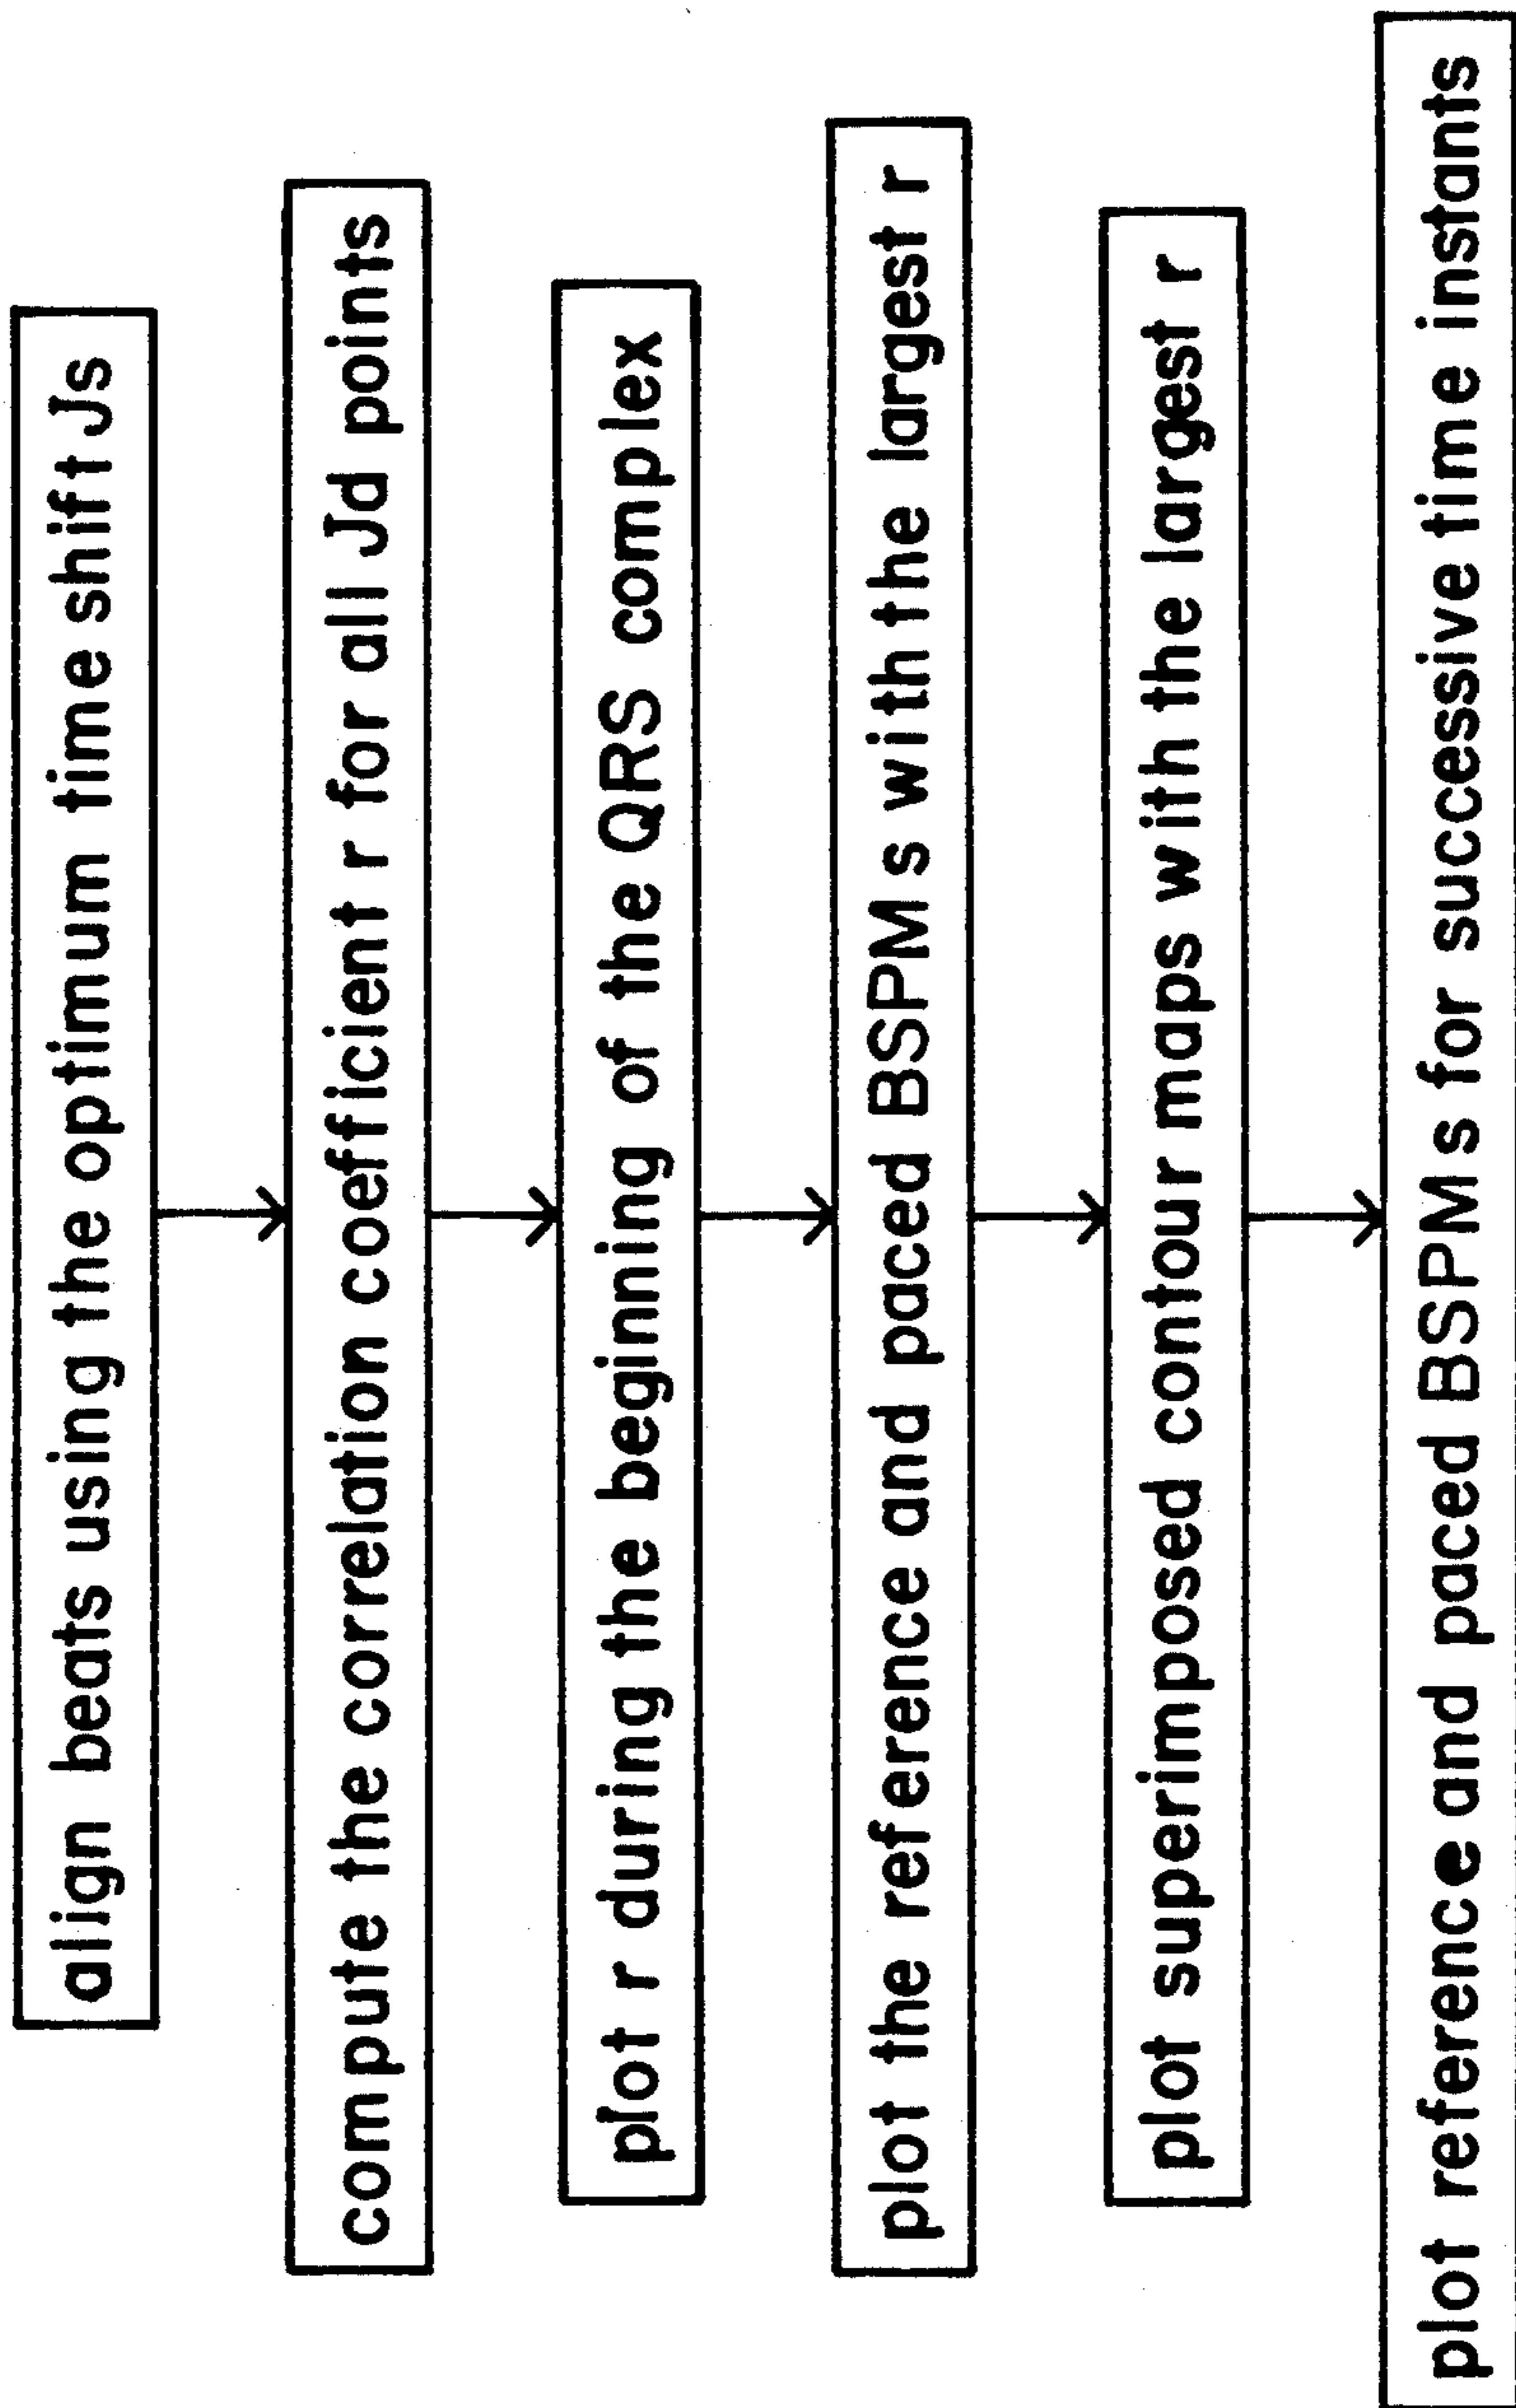 align beats using the optimum time shift Js
compute the correlation coefficient r for all Jd points
plot r during the beginning of the QRS complex
plot the reference and paced BSPMs with the largest r
plot superimposed contour maps with the largest r
plot reference and paced BSPMs for successive time instants